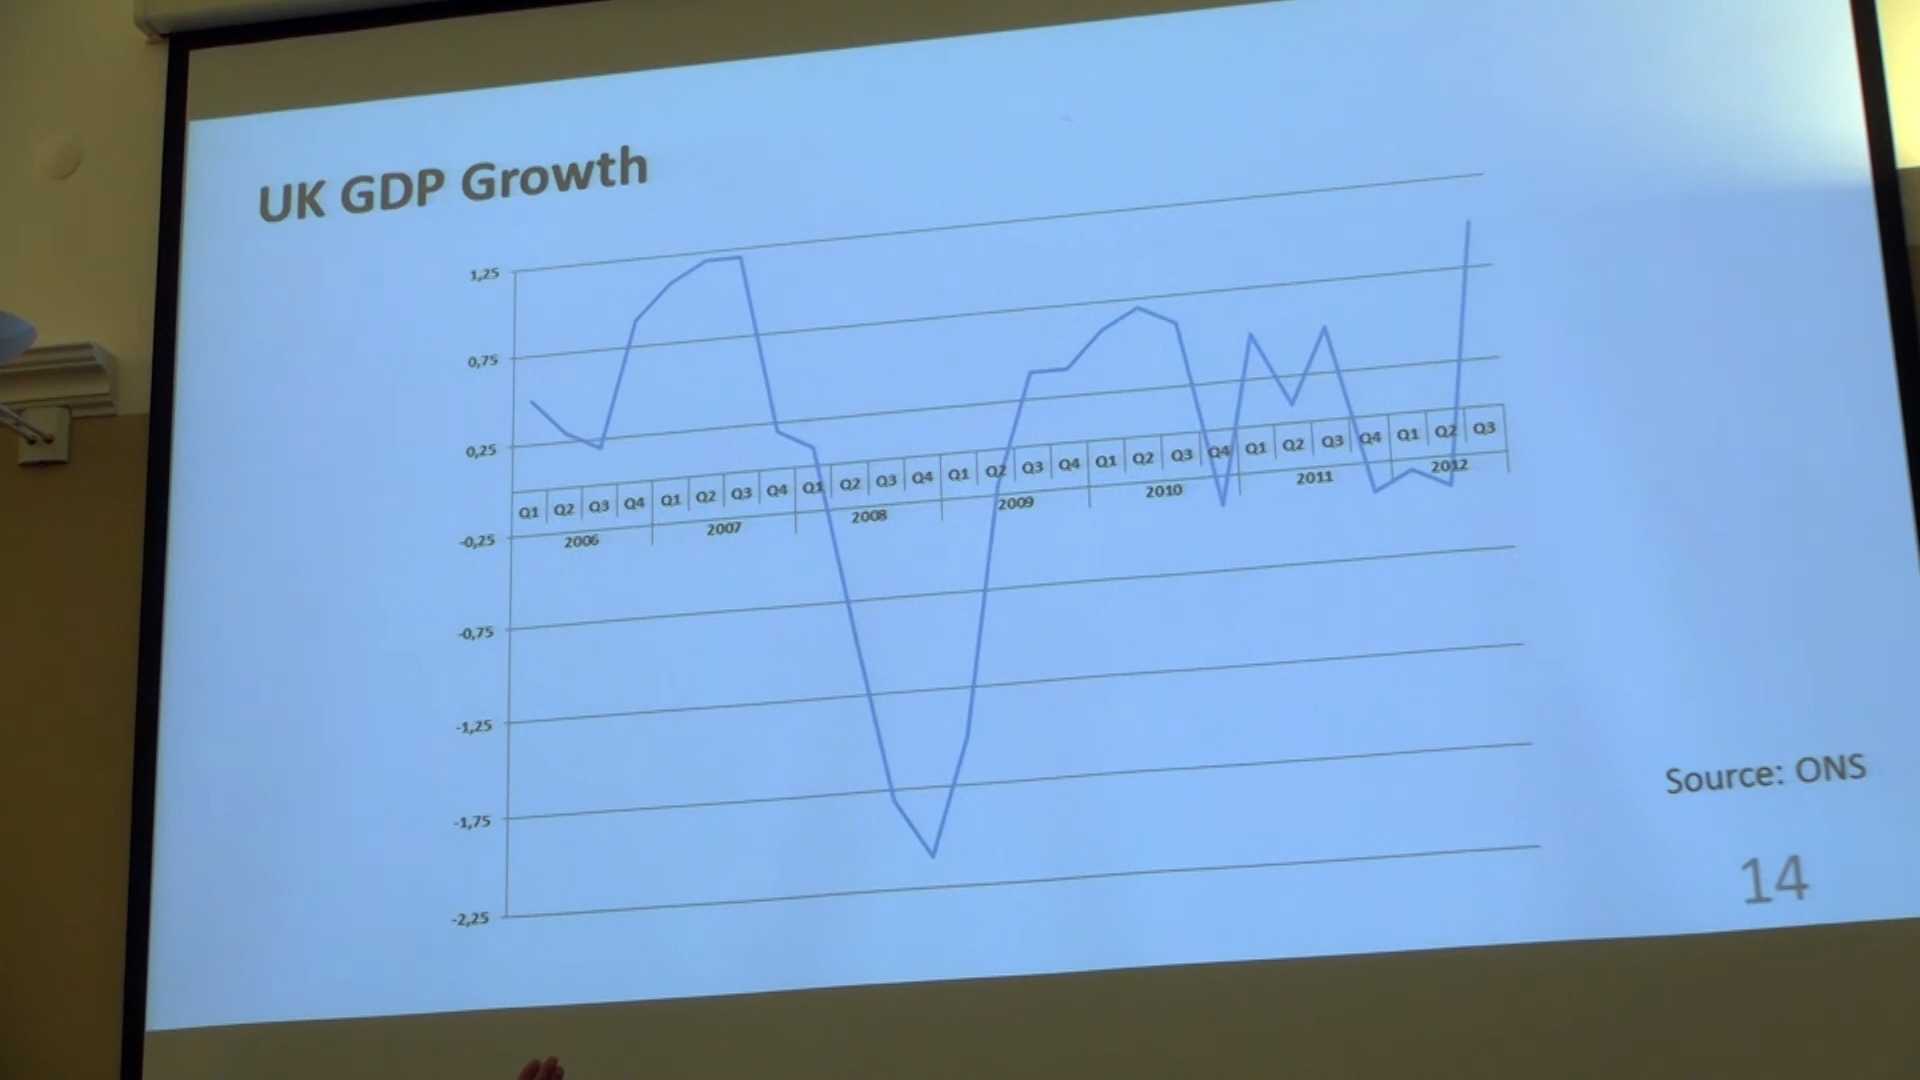 UK GDP Growth
1,25
0,75
0,25
-0,25
-0,75
-1,25
-1,75
-2,25
Q1 Q2 Q3 Q4 Q1 Q2 Q3 Q4 Q1 Q2 Q3 Q4 Q1 Q2 Q3 Q4 Q1 Q2 Q3 Q4 Q1 Q2 Q3 Q4 Q1 Q2 Q3
2006 2007 2008 2009 2010 2011 2012
Source: ONS
14